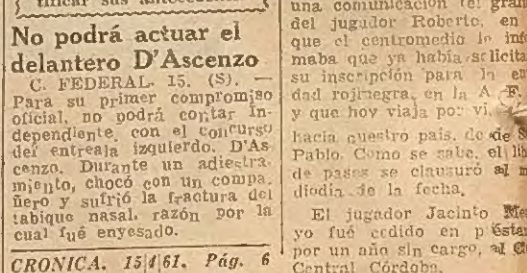 No podrá actuar el
delantero D'Ascenzo
C. FEDERAL. 15. (S). —
Para su primer compromiso
oficial, no podrá contar In-
dependiente, con el concurso
del entreala izquierdo. D'As-
cenzo. Durante un adiestra-
miento, chocó con un compa.
ñero y sufrió la fractura del
tabique nasal, razón por la
cual fué enyesado.
CRONICA. 15|4|61. Pág. 6
una comunicación
del jugador Roberto, en
que el centromedio le
maba que ya había
su inscripción para la
dad rojinegra, en la A. F.
y que hoy viaja por
hacia nuestro país, desde
Pablo. Como se sabe, el
de pases se clausuró al
diodia de la fecha.
El jugador Jacinto
yo fué cedido en
por un año sin cargo, al
Central Córdoba.